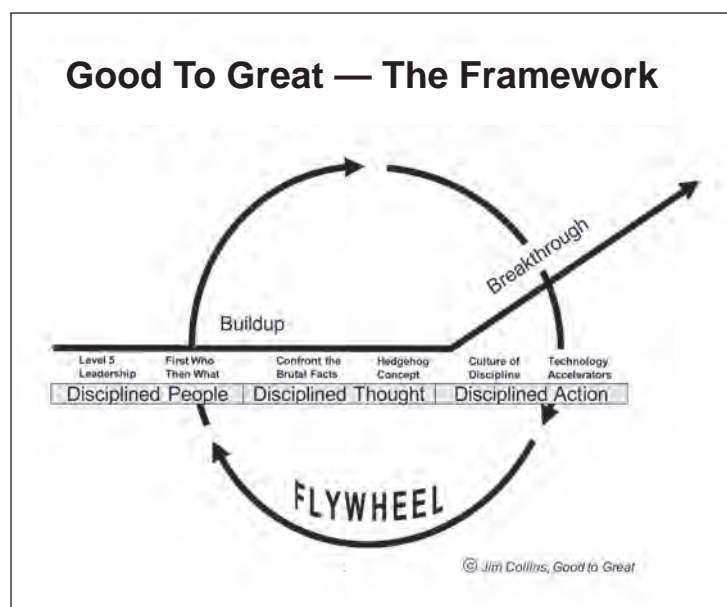 Good To Great — The Framework
Breakthrough
Buildup
Level 5
Leadership
First Who
Then What
Confront the
Brutal Facts
Hedgehog
Concept
Culture of
Discipline
Technology
Accelerators
Disciplined People
Disciplined Thought
Disciplined Action
FLYWHEEL
© Jim Collins, Good to Great